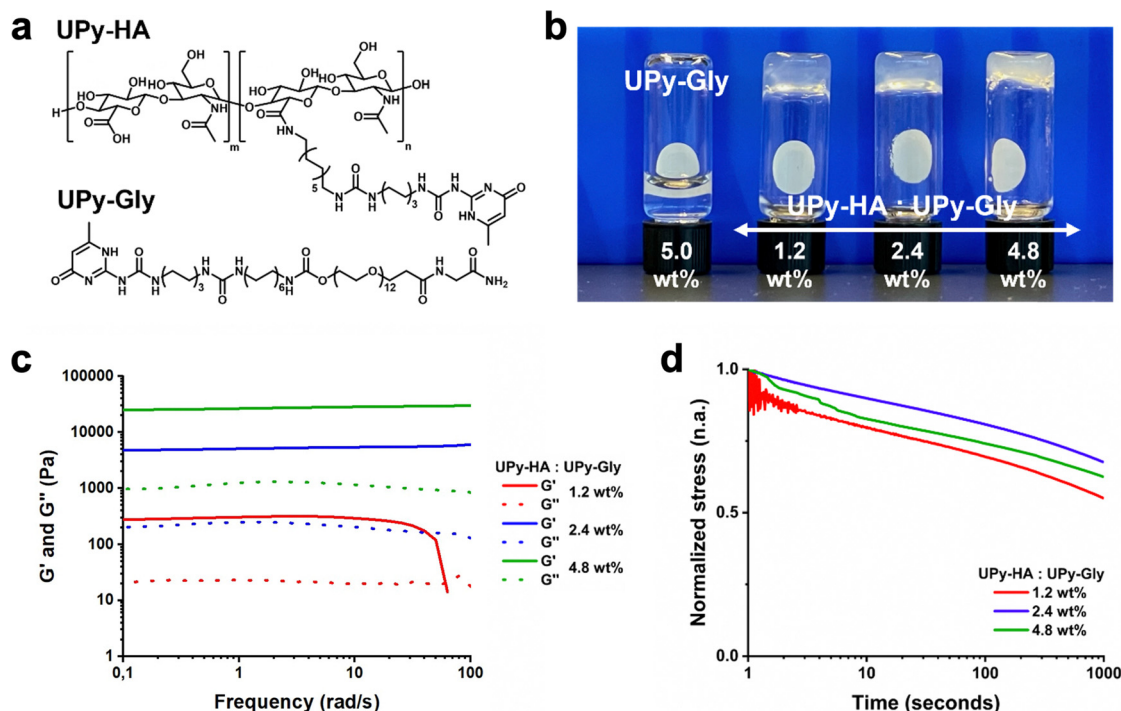 a
UPy-HA
OH
OH
HO
OH
HO
OH
HO
HO
OH
O
O
O
O
O
O
OH
H
O
O
O
O
O
NH
O
NH
O
OH
O
HN
O
m
n
5
N
H
O
N
H
3
H
N
O
H
N
N
HN
O
UPy-Gly
O
NH
N
N
H
O
N
H
3
H
N
O
N
H
6
H
N
O
O
O
12
O
H
N
O
NH2
b
UPy-Gly
UPy-HA : UPy-Gly
5.0 wt%
1.2 wt%
2.4 wt%
4.8 wt%
c
G' and G'' (Pa)
100000
10000
1000
100
10
1
0,1
1
10
100
Frequency (rad/s)
UPy-HA : UPy-Gly
G'
G''
1.2 wt%
G'
G''
2.4 wt%
G'
G''
4.8 wt%
d
Normalized stress (n.a.)
1.0
0.5
0.0
1
10
100
1000
Time (seconds)
UPy-HA : UPy-Gly
1.2 wt%
2.4 wt%
4.8 wt%